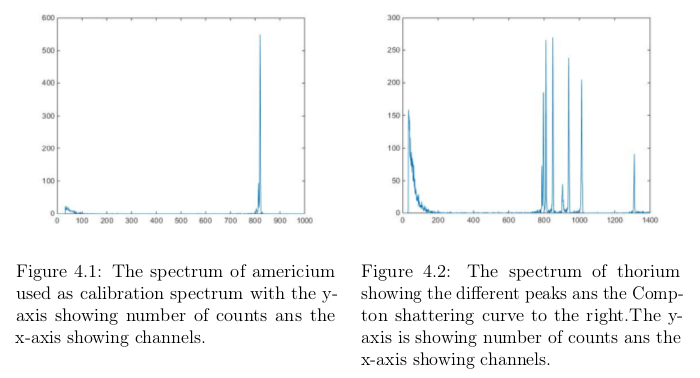 600
500
400
300
200
100
0
0 100 200 300 400 500 600 700 800 900 1000
300
250
200
150
100
50
0
0 200 400 600 800 1000 1200 1400
Figure 4.1: The spectrum of americium
used as calibration spectrum with the y-
axis showing number of counts ans the
x-axis showing channels.
Figure 4.2: The spectrum of thorium
showing the different peaks ans the Comp-
ton shattering curve to the right.The y-
axis is showing number of counts ans the
x-axis showing channels.